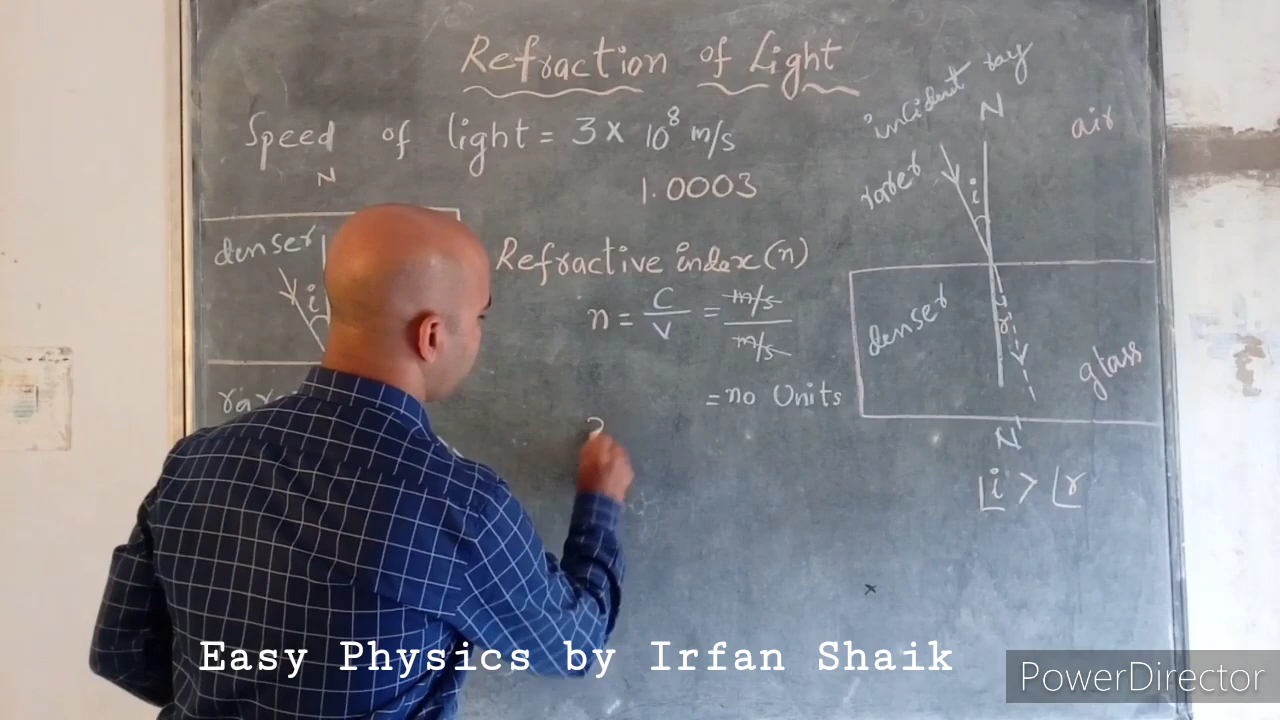 Refraction of Light
Speed of light = 3 × 10⁸ m/s
1.0003
N
denser
i
Refractive index (n)
n = C/V = m/s / m/s
= no Units
incident ray
N
air
rarer
i
denser
r
glass
N'
∠i > ∠r
Easy Physics by Irfan Shaik
PowerDirector